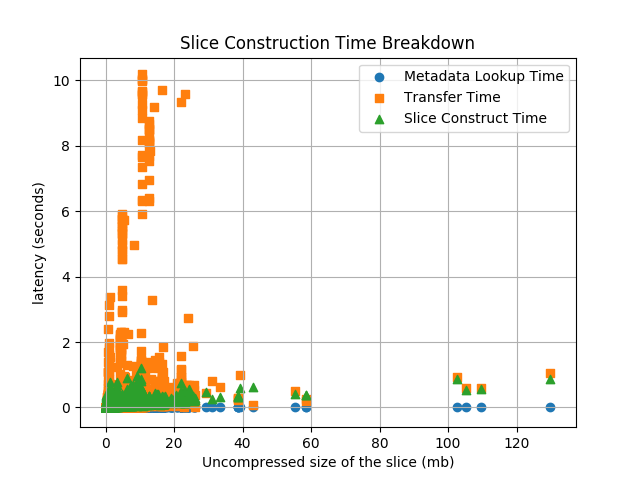 Slice Construction Time Breakdown
Metadata Lookup Time
Transfer Time
Slice Construct Time
latency (seconds)
10
8
6
4
2
0
0 20 40 60 80 100 120
Uncompressed size of the slice (mb)